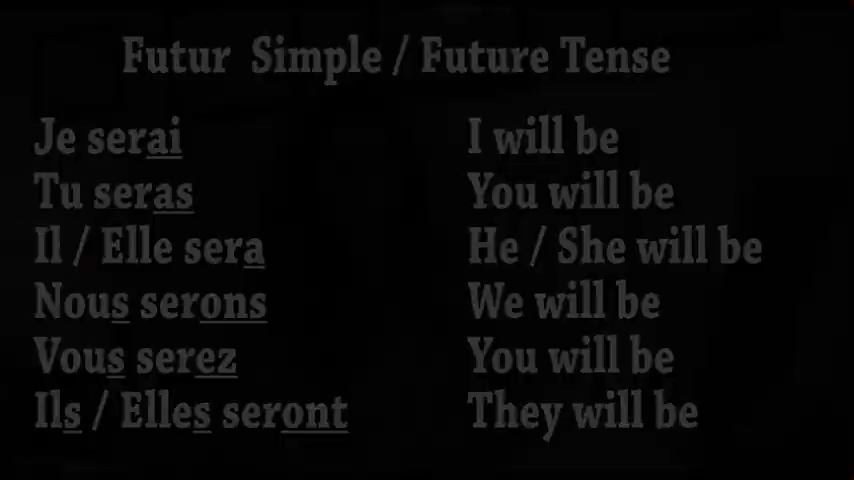 Futur Simple / Future Tense
Je serai I will be
Tu seras You will be
Il / Elle sera He / She will be
Nous serons We will be
Vous serez You will be
Ils / Elles seront They will be